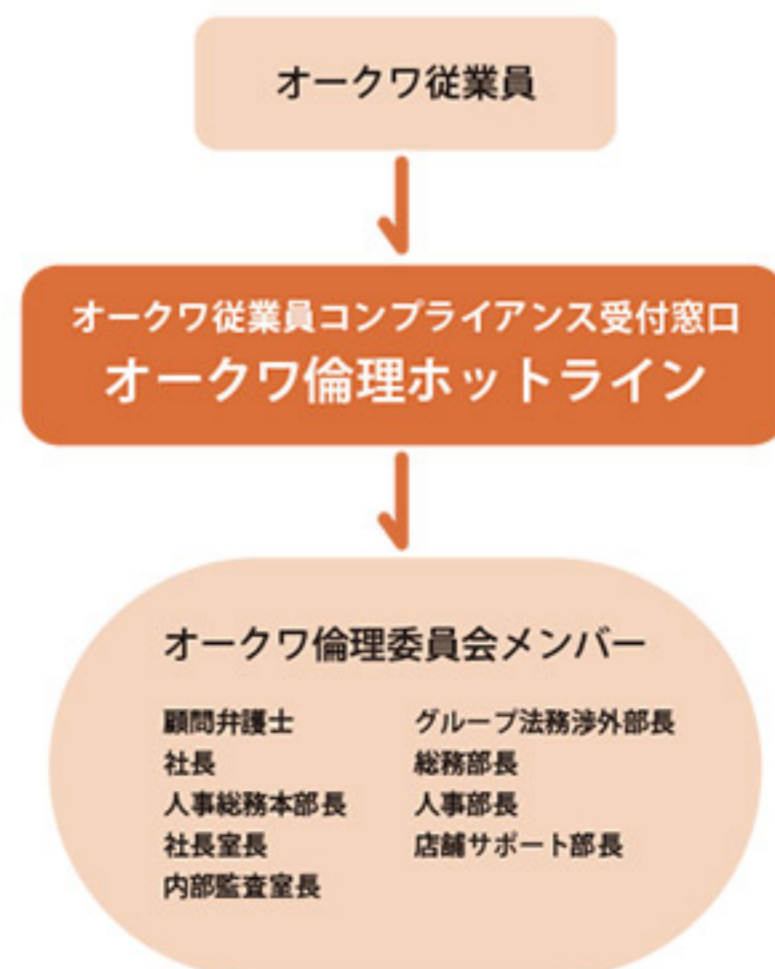 オークワ従業員
オークワ従業員コンプライアンス受付窓口
オークワ倫理ホットライン
オークワ倫理委員会メンバー
顧問弁護士
社長
人事総務本部長
社長室長
内部監査室長
グループ法務渉外部長
総務部長
人事部長
店舗サポート部長